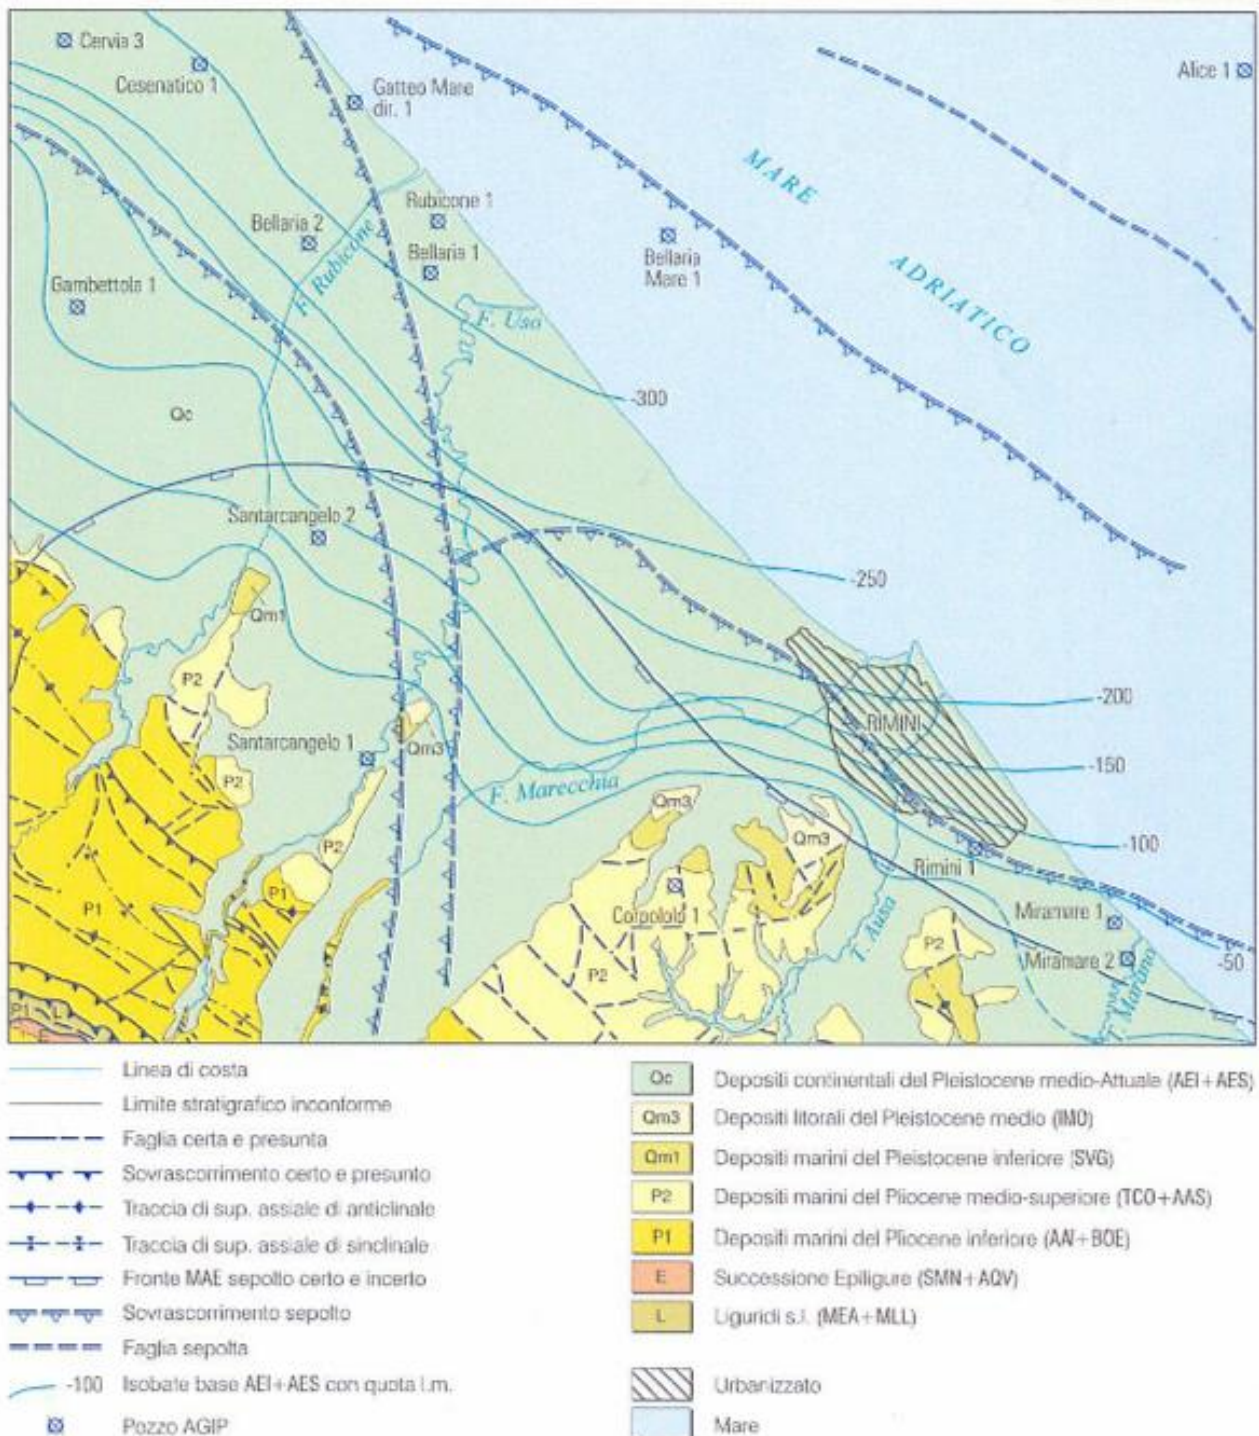 Cervia 3
Cesenatico 1
Gatteo Mare
dir. 1
Alice 1
MARE
ADRIATICO
Rubicone 1
Bellaria 2
Bellaria 1
F. Rubicone
Bellaria
Mare 1
Gambettola 1
F. Uso
-300
Qc
Santarcangelo 2
-250
Qm1
P2
-200
RIMINI
Santarcangelo 1
Qm3
-150
P2
F. Marecchia
Qm3
Qm3
P2
-100
Rimini 1
P1
P1
Corpololo 1
T. Ausa
Miramare 1
P2
P2
Miramare 2
-50
T. Marano
P1
L
Linea di costa
Limite stratigrafico inconforme
Faglia certa e presunta
Sovrascorrimento certo e presunto
Traccia di sup. assiale di anticlinale
Traccia di sup. assiale di sinclinale
Fronte MAE sepolto certo e incerto
Sovrascorrimento sepolto
Faglia sepolta
-100 Isobate base AEI+AES con quota l.m.
Pozzo AGIP
Qc Depositi continentali del Pleistocene medio-Attuale (AEI+AES)
Qm3 Depositi litorali del Pleistocene medio (IMO)
Qm1 Depositi marini del Pleistocene inferiore (SVG)
P2 Depositi marini del Pliocene medio-superiore (TCO+AAS)
P1 Depositi marini del Pliocene inferiore (AAI+BOE)
E Successione Epiligure (SMN+AQV)
L Liguridi s.l. (MEA+MLL)
Urbanizzato
Mare